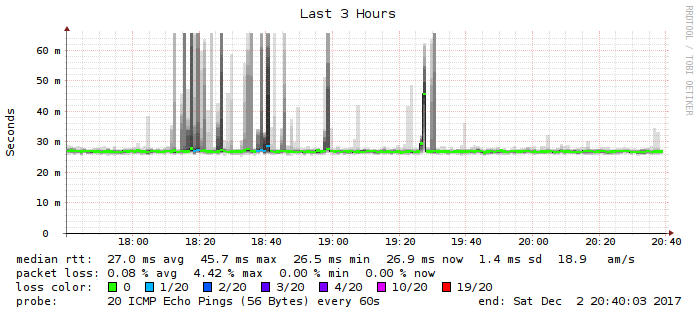 Last 3 Hours
RRDTOOL / TOBI OETIKER
Seconds
60 m
50 m
40 m
30 m
20 m
10 m
0
18:00 18:20 18:40 19:00 19:20 19:40 20:00 20:20 20:40
median rtt: 27.0 ms avg 45.7 ms max 26.5 ms min 26.9 ms now 1.4 ms sd 18.9 am/s
packet loss: 0.08 % avg 4.42 % max 0.00 % min 0.00 % now
loss color: 0 1/20 2/20 3/20 4/20 10/20 19/20
probe: 20 ICMP Echo Pings (56 Bytes) every 60s end: Sat Dec 2 20:40:03 2017